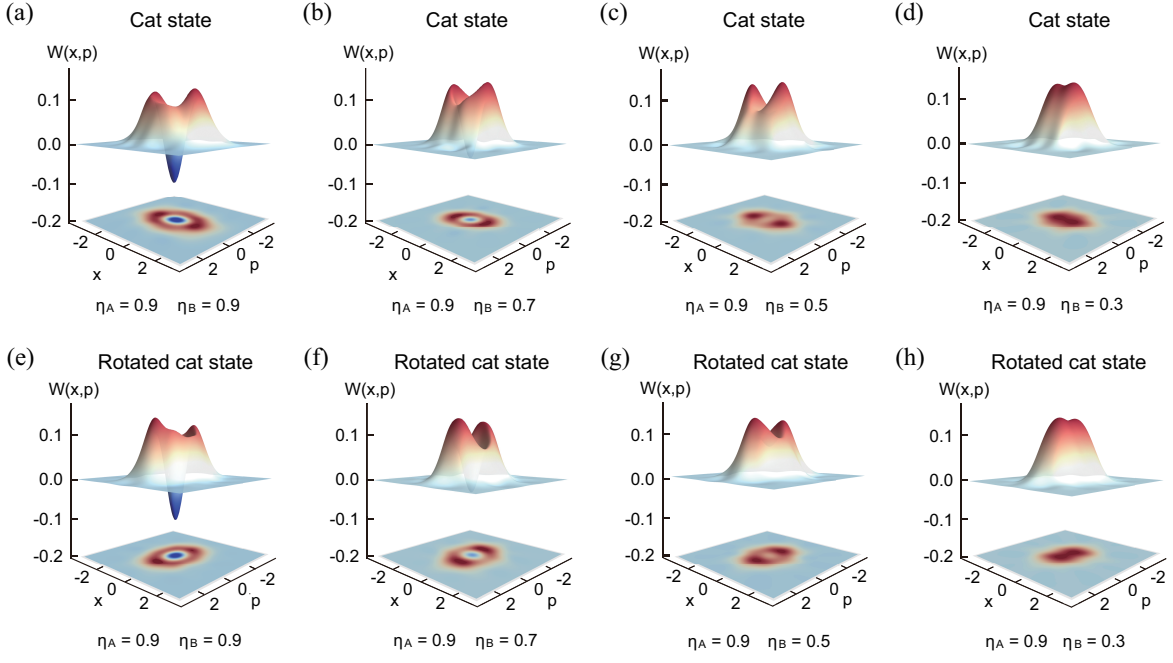 (a) Cat state
W(x,p)
0.1
0.0
-0.1
-0.2
-2 0 2 x
-2 0 2 p
ηA = 0.9 ηB = 0.9
(b) Cat state
W(x,p)
0.1
0.0
-0.1
-0.2
-2 0 2 x
-2 0 2 p
ηA = 0.9 ηB = 0.7
(c) Cat state
W(x,p)
0.1
0.0
-0.1
-0.2
-2 0 2 x
-2 0 2 p
ηA = 0.9 ηB = 0.5
(d) Cat state
W(x,p)
0.1
0.0
-0.1
-0.2
-2 0 2 x
-2 0 2 p
ηA = 0.9 ηB = 0.3
(e) Rotated cat state
W(x,p)
0.1
0.0
-0.1
-0.2
-2 0 2 x
-2 0 2 p
ηA = 0.9 ηB = 0.9
(f) Rotated cat state
W(x,p)
0.1
0.0
-0.1
-0.2
-2 0 2 x
-2 0 2 p
ηA = 0.9 ηB = 0.7
(g) Rotated cat state
W(x,p)
0.1
0.0
-0.1
-0.2
-2 0 2 x
-2 0 2 p
ηA = 0.9 ηB = 0.5
(h) Rotated cat state
W(x,p)
0.1
0.0
-0.1
-0.2
-2 0 2 x
-2 0 2 p
ηA = 0.9 ηB = 0.3